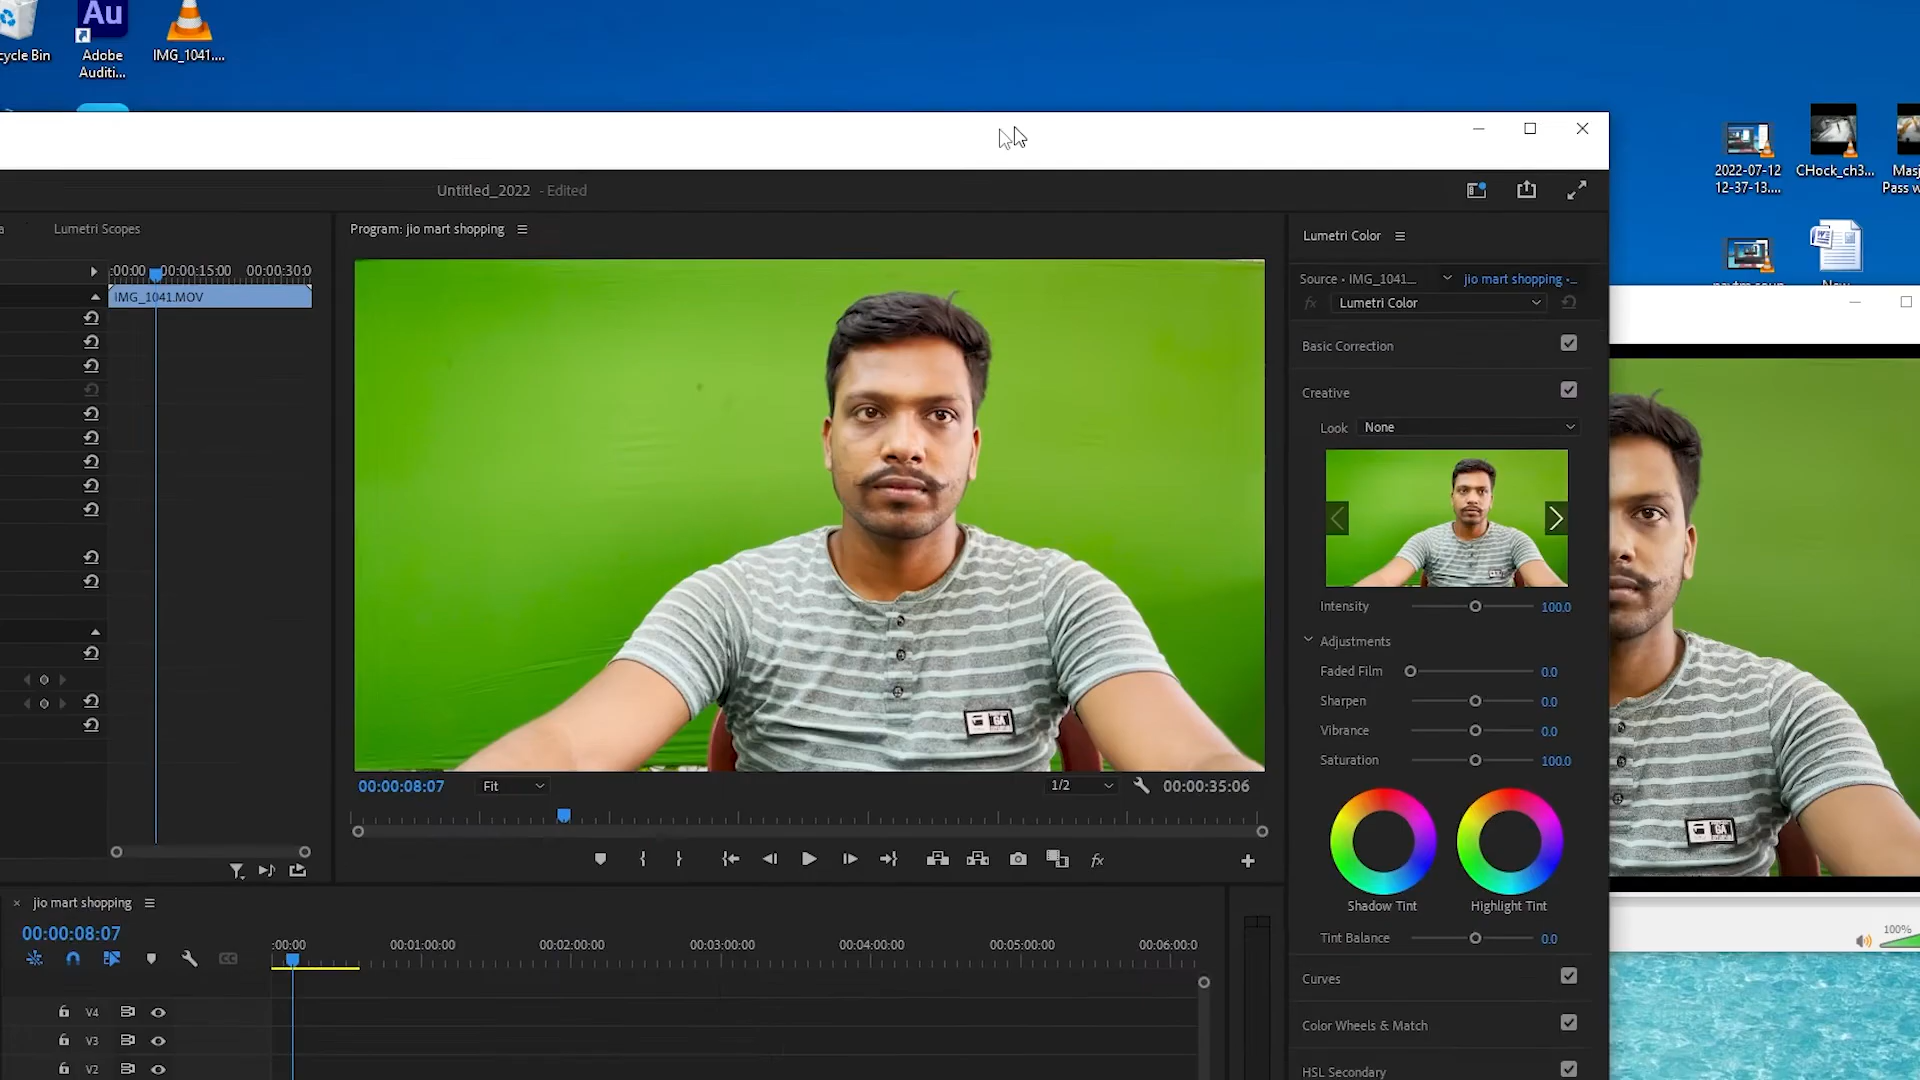 cycle Bin
Au
Adobe
Auditi...
IMG_1041....
2022-07-12
12-37-13....
CHock_ch3...
Pass w
Untitled_2022 - Edited
Lumetri Scopes
:00:00 00:00:15:00 00:00:30:0
IMG_1041.MOV
Program: jio mart shopping
00:00:08:07
Fit
1/2
00:00:35:06
Lumetri Color
Source • IMG_1041...
jio mart shopping •...
fx Lumetri Color
Basic Correction
Creative
Look None
Intensity 100.0
Adjustments
Faded Film 0.0
Sharpen 0.0
Vibrance 0.0
Saturation 100.0
Shadow Tint
Highlight Tint
Tint Balance 0.0
Curves
Color Wheels & Match
HSL Secondary
fx
jio mart shopping
00:00:08:07
:00:00 00:01:00:00 00:02:00:00 00:03:00:00 00:04:00:00 00:05:00:00 00:06:00:0
V4
V3
V2
100%